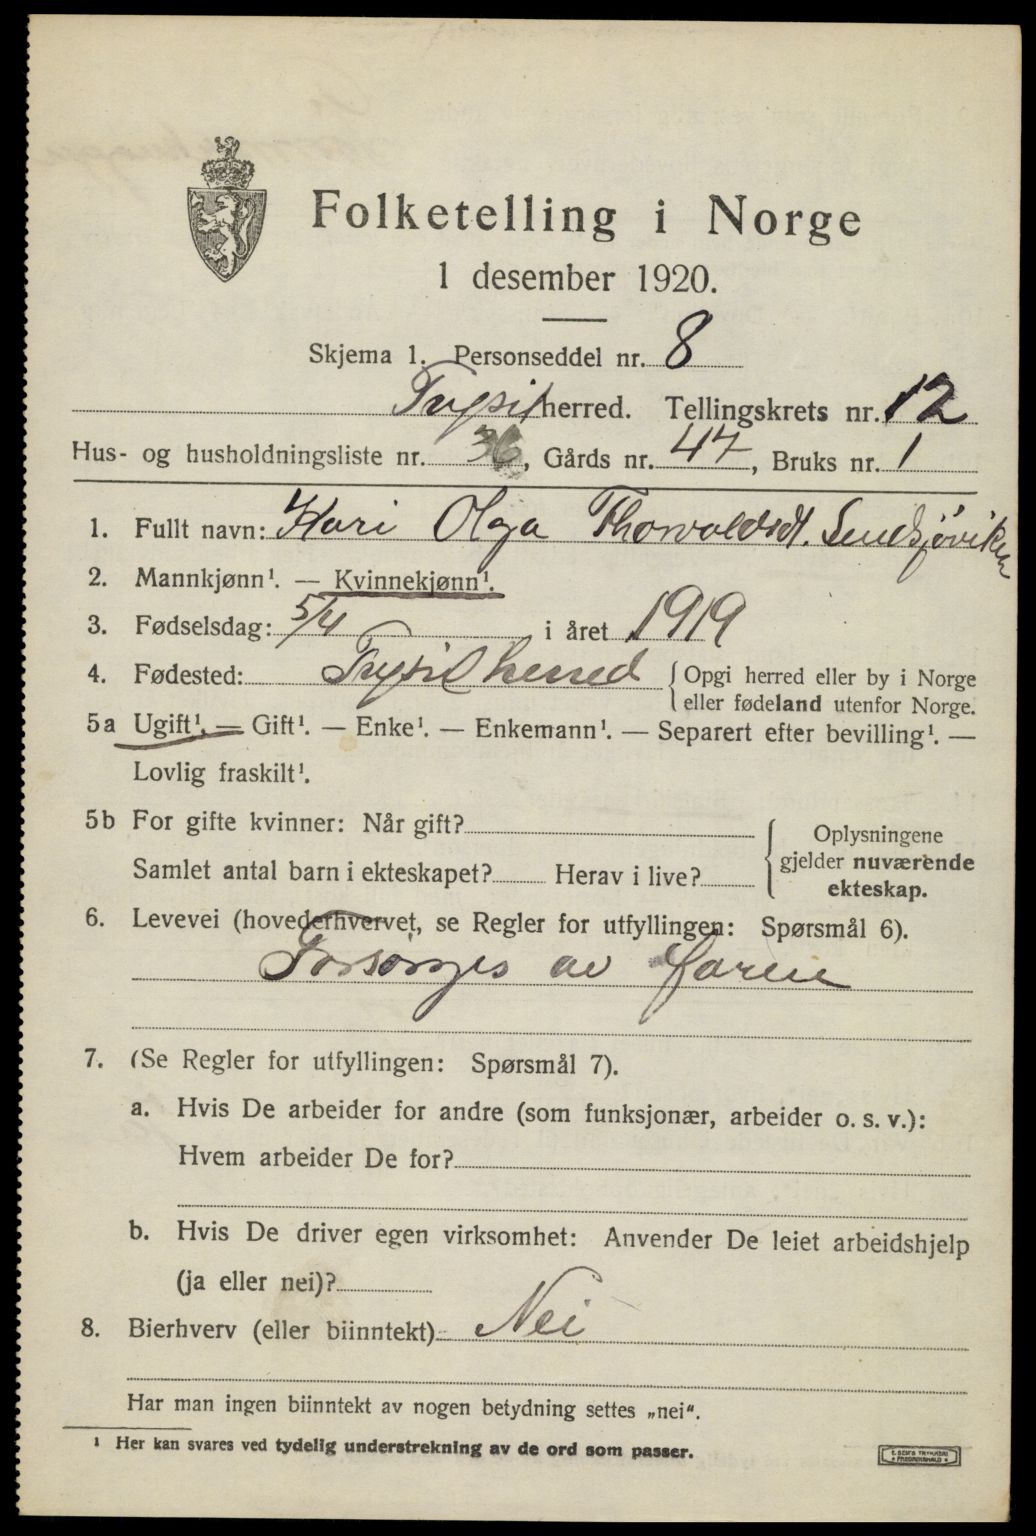 Folketelling i Norge
1 desember 1920.
Skjema 1. Personseddel nr. 8
Trysil herred. Tellingskrets nr. 12
Hus- og husholdningsliste nr. 36, Gårds nr. 47, Bruks nr. 1
1. Fullt navn: Kari Olga Thorvaldsdt. Lendsjøviken
2. Mannkjønn¹. — Kvinnekjønn¹.
3. Fødselsdag: 5/4 i året 1919
4. Fødested: Trysil herred { Opgi herred eller by i Norge
eller fødeland utenfor Norge.
5a Ugift¹. — Gift¹. — Enke¹. — Enkemann¹. — Separert efter bevilling¹. —
Lovlig fraskilt¹.
5b For gifte kvinner: Når gift?
Samlet antal barn i ekteskapet? Herav i live?
{ Oplysningene
gjelder nuværende
ekteskap.
6. Levevei (hovederhvervet, se Regler for utfyllingen: Spørsmål 6).
Forsørges av Faren
7. (Se Regler for utfyllingen: Spørsmål 7).
a. Hvis De arbeider for andre (som funksjonær, arbeider o. s. v.):
Hvem arbeider De for?
b. Hvis De driver egen virksomhet: Anvender De leiet arbeidshjelp
(ja eller nei)?
8. Bierhverv (eller biinntekt) Nei
Har man ingen biinntekt av nogen betydning settes „nei".
¹ Her kan svares ved tydelig understrekning av de ord som passer.
E. SEM'S TRYKKERI
FREDRIKSHALD